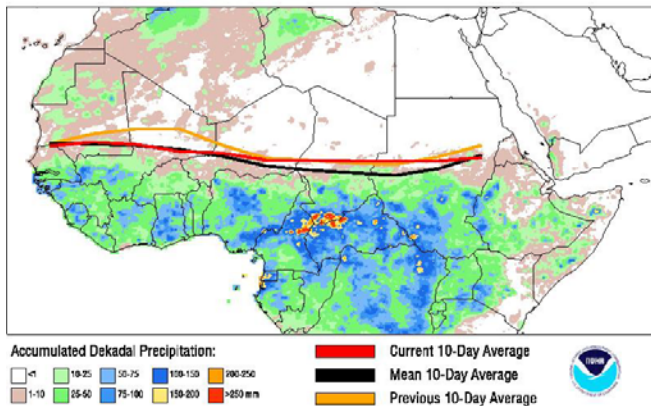 Accumulated Dekadal Precipitation:
<1 10-25 50-75 100-150 200-250
1-10 25-50 75-100 150-200 >250 mm
Current 10-Day Average
Mean 10-Day Average
Previous 10-Day Average
NOAA